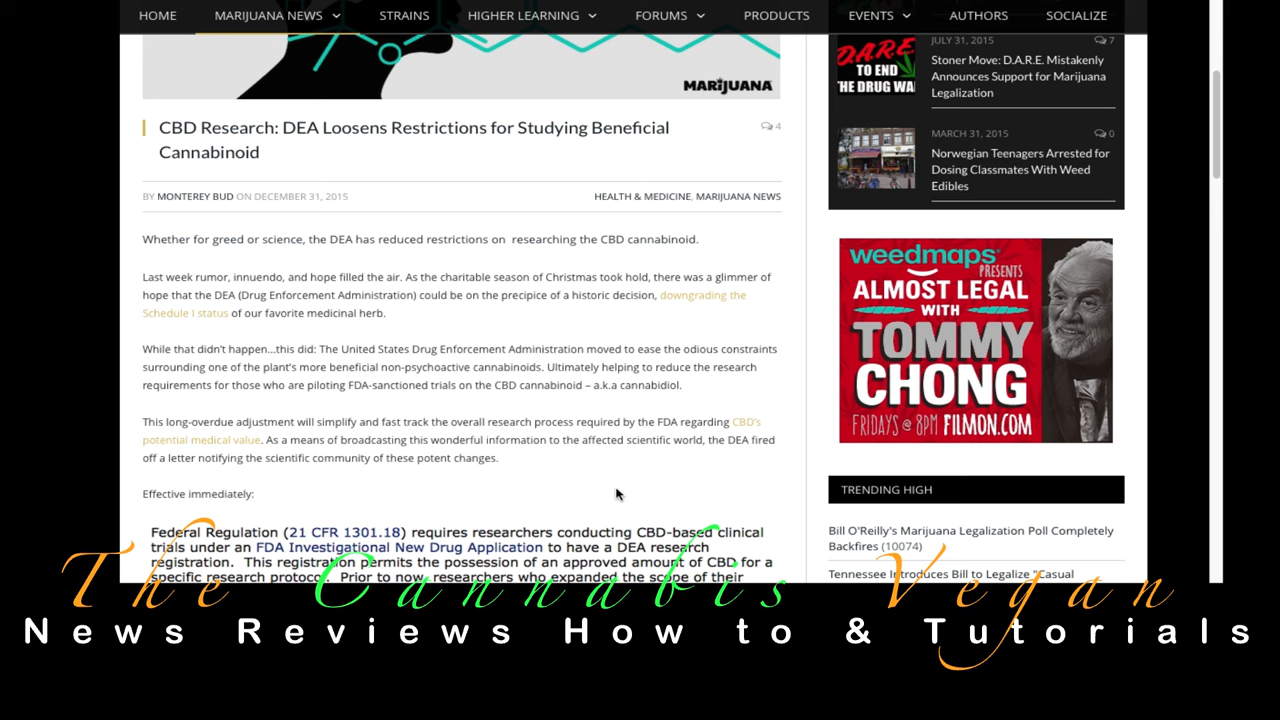 HOME MARIJUANA NEWS STRAINS HIGHER LEARNING FORUMS PRODUCTS EVENTS AUTHORS SOCIALIZE
MARIJUANA
CBD Research: DEA Loosens Restrictions for Studying Beneficial
Cannabinoid
4
BY MONTEREY BUD ON DECEMBER 31, 2015
HEALTH & MEDICINE, MARIJUANA NEWS
Whether for greed or science, the DEA has reduced restrictions on researching the CBD cannabinoid.
Last week rumor, innuendo, and hope filled the air. As the charitable season of Christmas took hold, there was a glimmer of
hope that the DEA (Drug Enforcement Administration) could be on the precipice of a historic decision, downgrading the
Schedule I status of our favorite medicinal herb.
While that didn't happen...this did: The United States Drug Enforcement Administration moved to ease the odious constraints
surrounding one of the plant's more beneficial non-psychoactive cannabinoids. Ultimately helping to reduce the research
requirements for those who are piloting FDA-sanctioned trials on the CBD cannabinoid – a.k.a cannabidiol.
This long-overdue adjustment will simplify and fast track the overall research process required by the FDA regarding CBD's
potential medical value. As a means of broadcasting this wonderful information to the affected scientific world, the DEA fired
off a letter notifying the scientific community of these potent changes.
Effective immediately:
Federal Regulation (21 CFR 1301.18) requires researchers conducting CBD-based clinical
trials under an FDA Investigational New Drug Application to have a DEA research
registration. This registration permits the possession of an approved amount of CBD for a
specific research protocol. Prior to now, researchers who expanded the scope of their
D.A.R.E.
TO END
THE DRUG WAR
JULY 31, 2015
7
Stoner Move: D.A.R.E. Mistakenly
Announces Support for Marijuana
Legalization
MARCH 31, 2015
0
Norwegian Teenagers Arrested for
Dosing Classmates With Weed
Edibles
weedmaps PRESENTS
ALMOST LEGAL
WITH
TOMMY
CHONG
FRIDAYS @ 8PM FILMON.COM
TRENDING HIGH
Bill O'Reilly's Marijuana Legalization Poll Completely
Backfires (10074)
Tennessee Introduces Bill to Legalize "Casual
The Cannabis Vegan
News Reviews How to & Tutorials